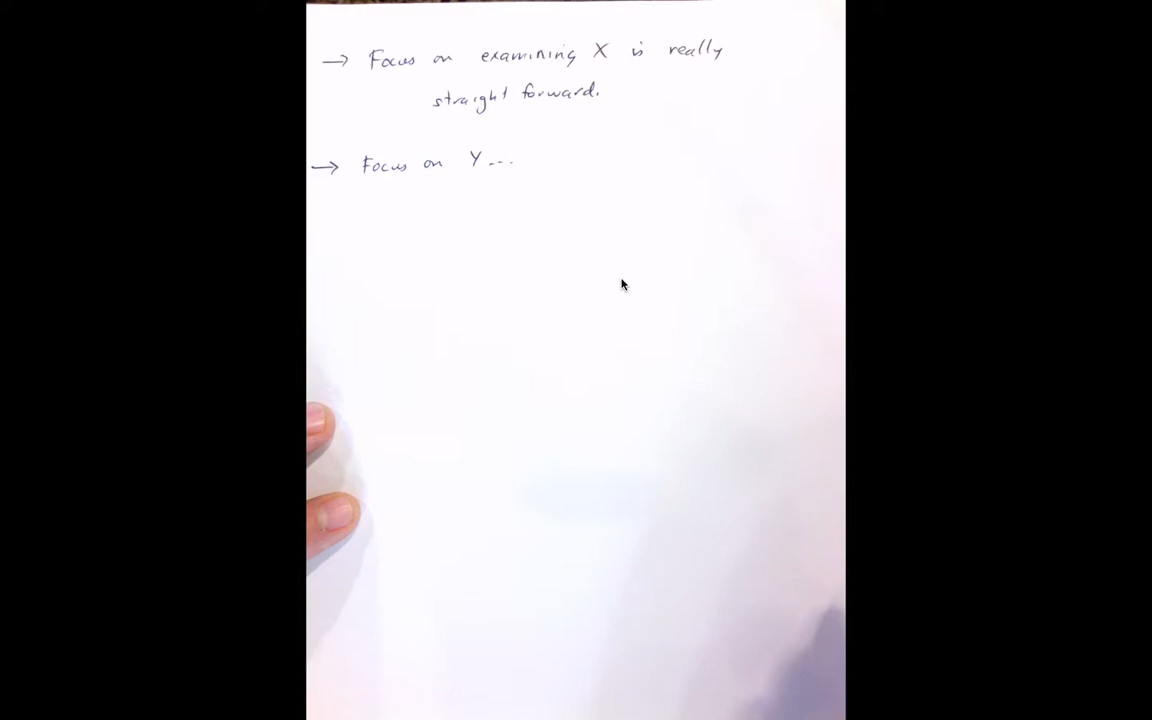 → Focus on examining X is really
straight forward.
→ Focus on Y...